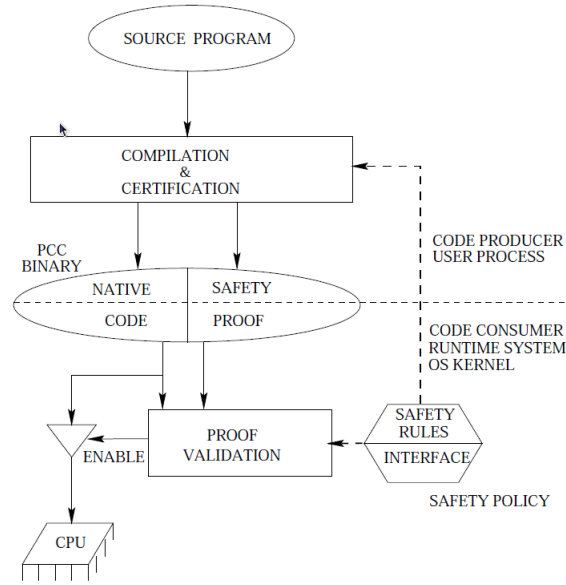 SOURCE PROGRAM
COMPILATION
&
CERTIFICATION
PCC
BINARY
CODE PRODUCER
USER PROCESS
NATIVE SAFETY
CODE PROOF
CODE CONSUMER
RUNTIME SYSTEM
OS KERNEL
SAFETY
RULES
INTERFACE
PROOF
VALIDATION
ENABLE
SAFETY POLICY
CPU